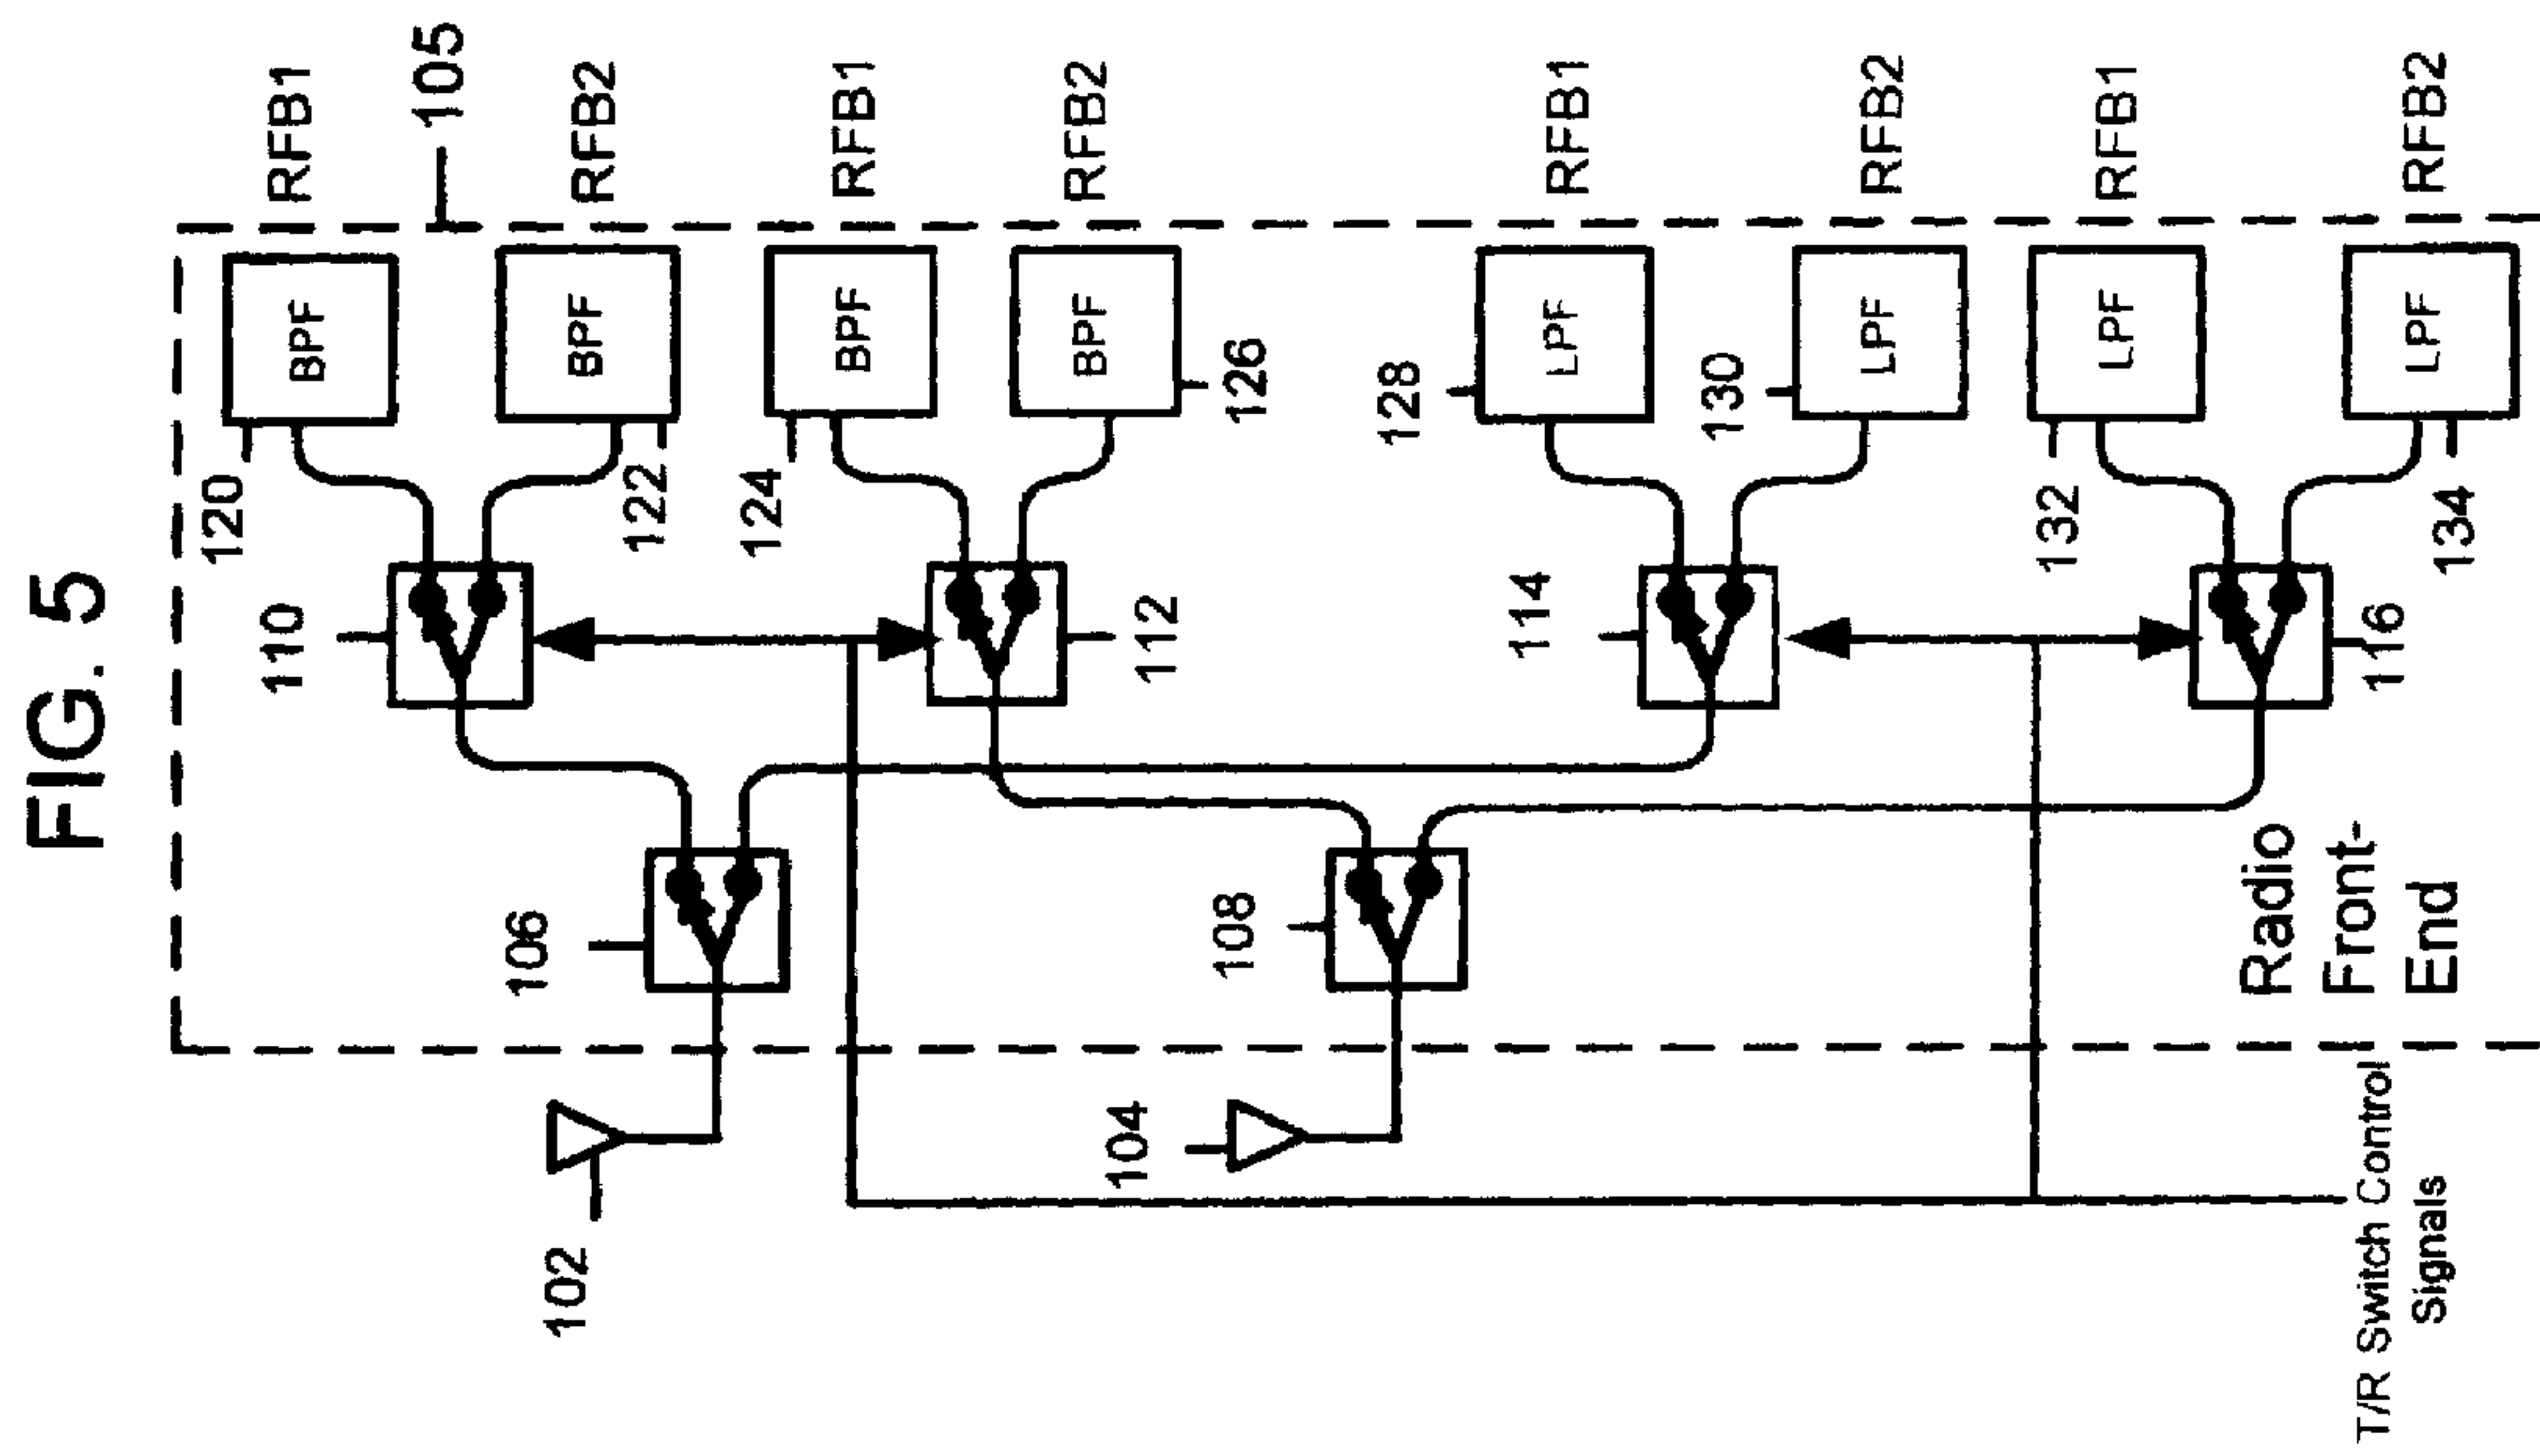 FIG. 5
105
RFB1
RFB2
RFB1
RFB2
RFB1
RFB2
RFB1
RFB2
BPF
BPF
BPF
BPF
LPF
LPF
LPF
LPF
120
122
124
126
128
130
132
134
110
112
114
116
106
108
Radio
Front-
End
102
104
T/R Switch Control
Signals